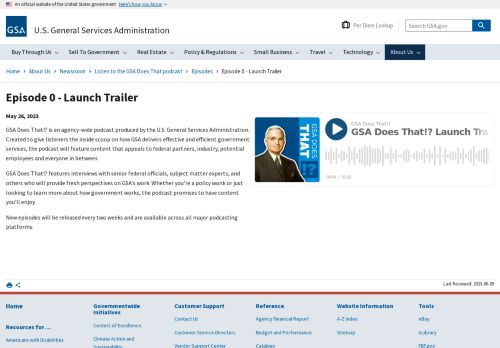 An official website of the United States government Here's how you know
GSA
U.S. General Services Administration
Per Diem Lookup
Search GSA.gov
Buy Through Us Sell To Government Real Estate Policy & Regulations Small Business Travel Technology About Us
Home › About Us › Newsroom › Listen to the GSA Does That podcast › Episodes › Episode 0 - Launch Trailer
Episode 0 - Launch Trailer
May 26, 2023
GSA Does That!? is an agency-wide podcast produced by the U.S. General Services Administration.
Created to give listeners the inside scoop on how GSA delivers effective and efficient government
services, the podcast will feature content that appeals to federal partners, industry, potential
employees and everyone in between.
GSA Does That!? features interviews with senior federal officials, subject matter experts, and
others who will provide fresh perspectives on GSA's work. Whether you're a policy wonk or just
looking to learn more about how government works, the podcast promises to have content
you'll enjoy.
New episodes will be released every two weeks and are available across all major podcasting
platforms.
GSA DOES
THAT!?
GSA Does That!?
GSA Does That!? Launch Tra
Last Reviewed: 2023-06-09
Home
Resources for ...
Americans with Disabilities
Governmentwide
Initiatives
Centers of Excellence
Climate Action and
Sustainability
Customer Support
Contact Us
Customer Service Directors
Vendor Support Center
Reference
Agency Financial Report
Budget and Performance
Catalogs
Website Information
A-Z Index
Sitemap
Tools
eBuy
eLibrary
FBF.gov